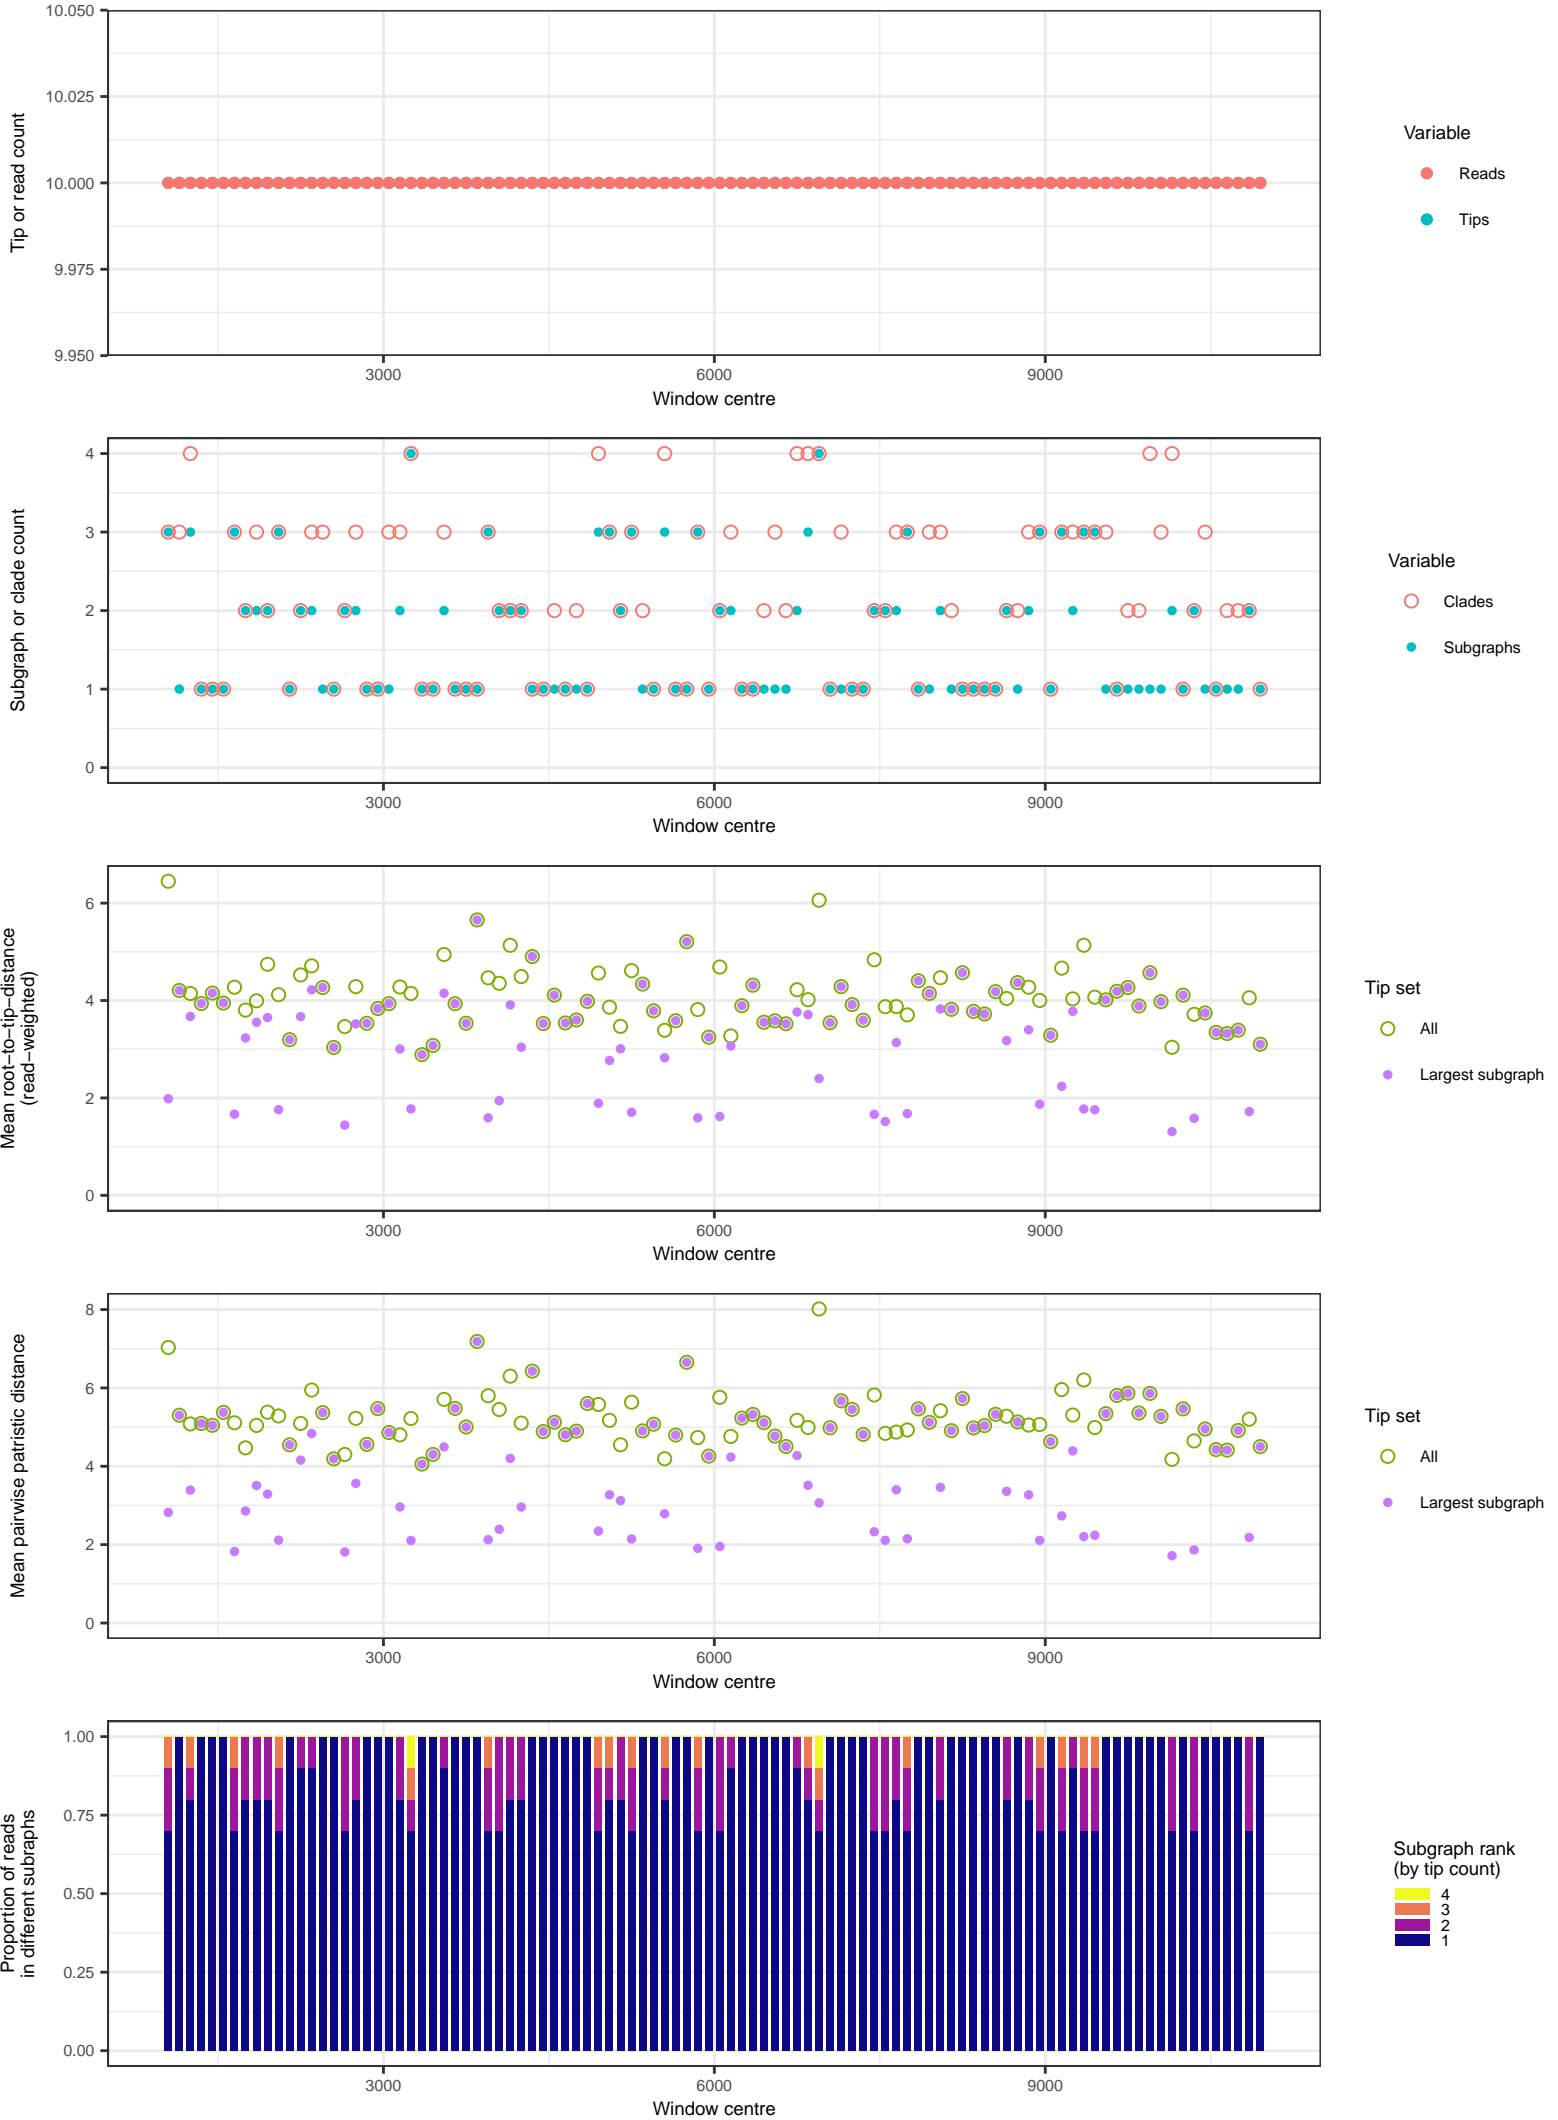 10.050
10.025
10.000
9.975
9.950
Tip or read count
3000 6000 9000
Window centre
Variable
Reads
Tips
4
3
2
1
0
Subgraph or clade count
3000 6000 9000
Window centre
Variable
Clades
Subgraphs
6
4
2
0
Mean root−to−tip−distance
(read−weighted)
3000 6000 9000
Window centre
Tip set
All
Largest subgraph
8
6
4
2
0
Mean pairwise patristic distance
3000 6000 9000
Window centre
Tip set
All
Largest subgraph
1.00
0.75
0.50
0.25
0.00
Proportion of reads
in different subraphs
3000 6000 9000
Window centre
Subgraph rank
(by tip count)
4
3
2
1